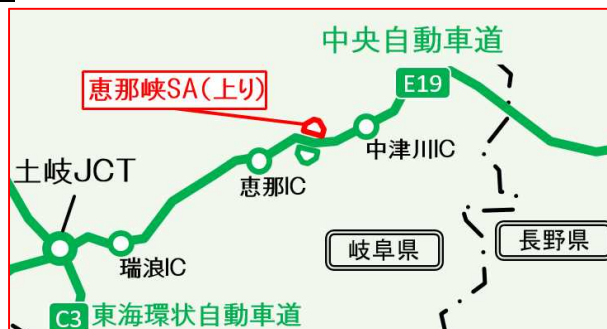 中央自動車道
E19
恵那峡SA(上り)
中津川IC
恵那IC
土岐JCT
瑞浪IC
岐阜県
長野県
C3 東海環状自動車道